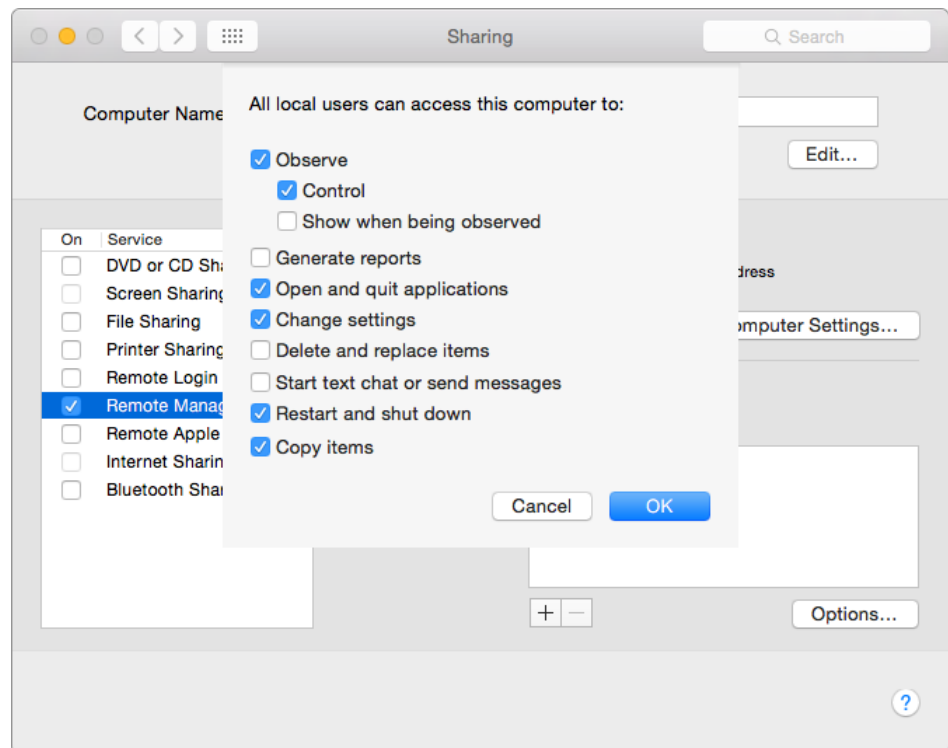 Sharing
Search
Computer Name
All local users can access this computer to:
Edit...
Observe
Control
Show when being observed
Generate reports
Open and quit applications
Change settings
Delete and replace items
Start text chat or send messages
Restart and shut down
Copy items
Cancel
OK
On Service
DVD or CD Sh
Screen Sharing
File Sharing
Printer Sharing
Remote Login
Remote Manag
Remote Apple
Internet Sharin
Bluetooth Shar
dress
mputer Settings...
+ −
Options...
?